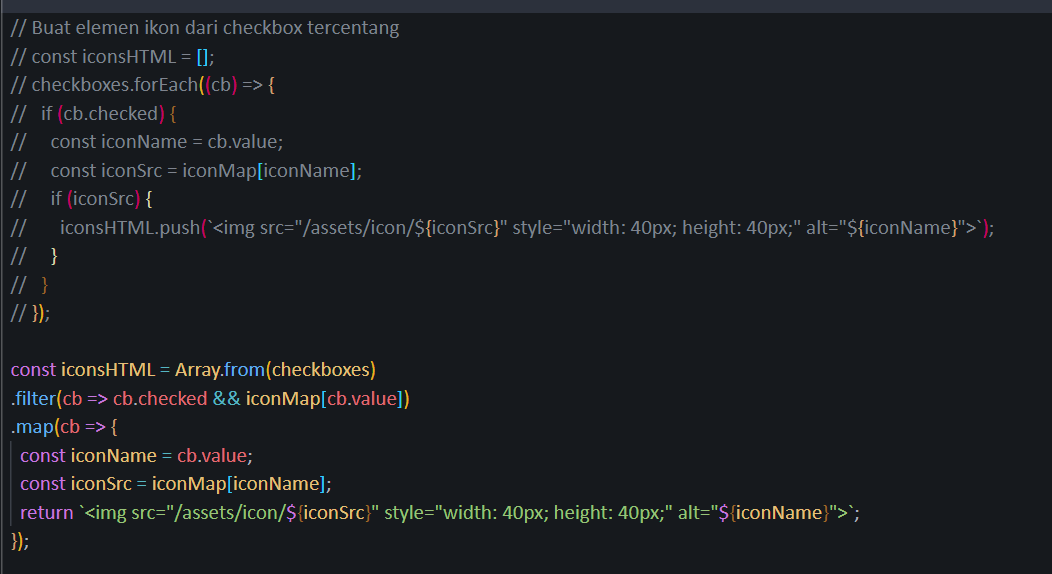 // Buat elemen ikon dari checkbox tercentang
// const iconsHTML = [];
// checkboxes.forEach((cb) => {
//   if (cb.checked) {
//     const iconName = cb.value;
//     const iconSrc = iconMap[iconName];
//     if (iconSrc) {
//       iconsHTML.push(`<img src="/assets/icon/${iconSrc}" style="width: 40px; height: 40px;" alt="${iconName}">`);
//     }
//   }
// });
const iconsHTML = Array.from(checkboxes)
.filter(cb => cb.checked && iconMap[cb.value])
.map(cb => {
  const iconName = cb.value;
  const iconSrc = iconMap[iconName];
  return `<img src="/assets/icon/${iconSrc}" style="width: 40px; height: 40px;" alt="${iconName}">`;
});